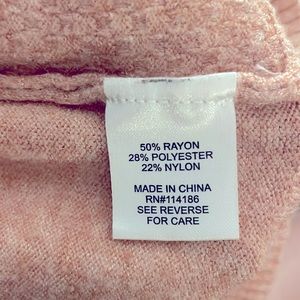 50% RAYON
28% POLYESTER
22% NYLON
MADE IN CHINA
RN#114186
SEE REVERSE
FOR CARE